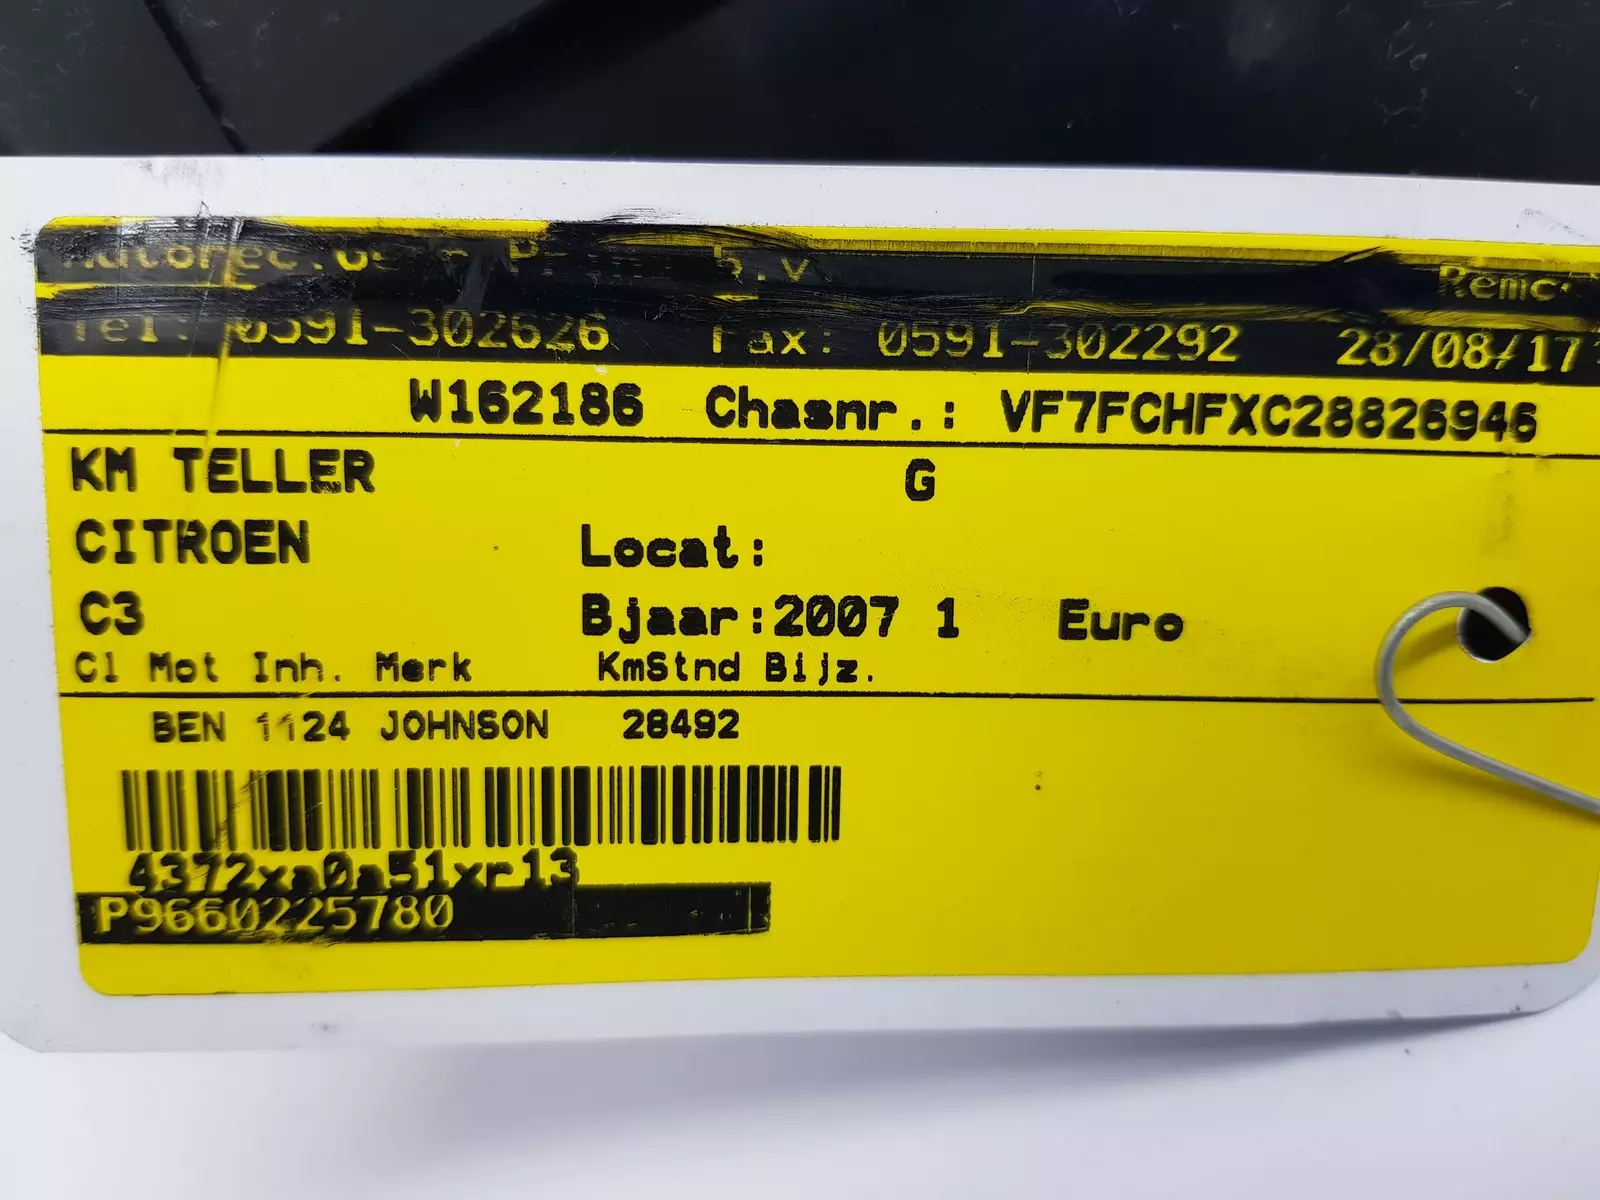 b.v.
Tel: 0591-302626 Fax: 0591-302292 28/08/17
W162186 Chasnr.: VF7FCHFXC28826946
KM TELLER G
CITROEN Locat:
C3 Bjaar:2007 1 Euro
Cl Mot Inh. Merk KmStnd Bijz.
BEN 1124 JOHNSON 28492
4372xa0a51xr13
P9660225780